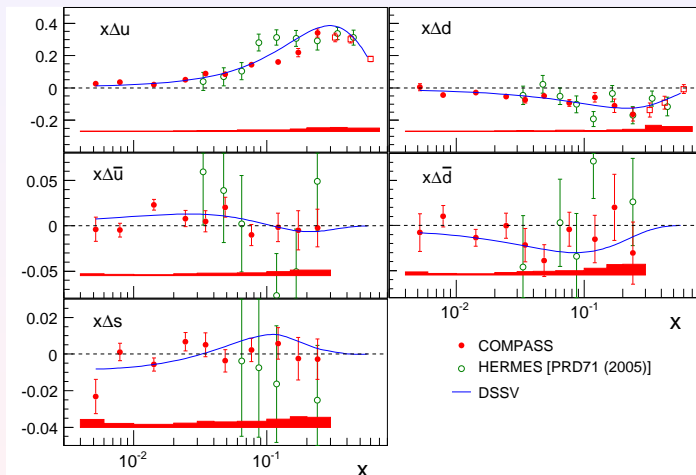 xΔu
xΔd
0.4
0.2
0
-0.2
xΔū
xΔd̄
0.05
0
-0.05
10⁻²
10⁻¹
x
xΔs
0.02
0
-0.02
-0.04
10⁻²
10⁻¹
x
COMPASS
HERMES [PRD71 (2005)]
DSSV